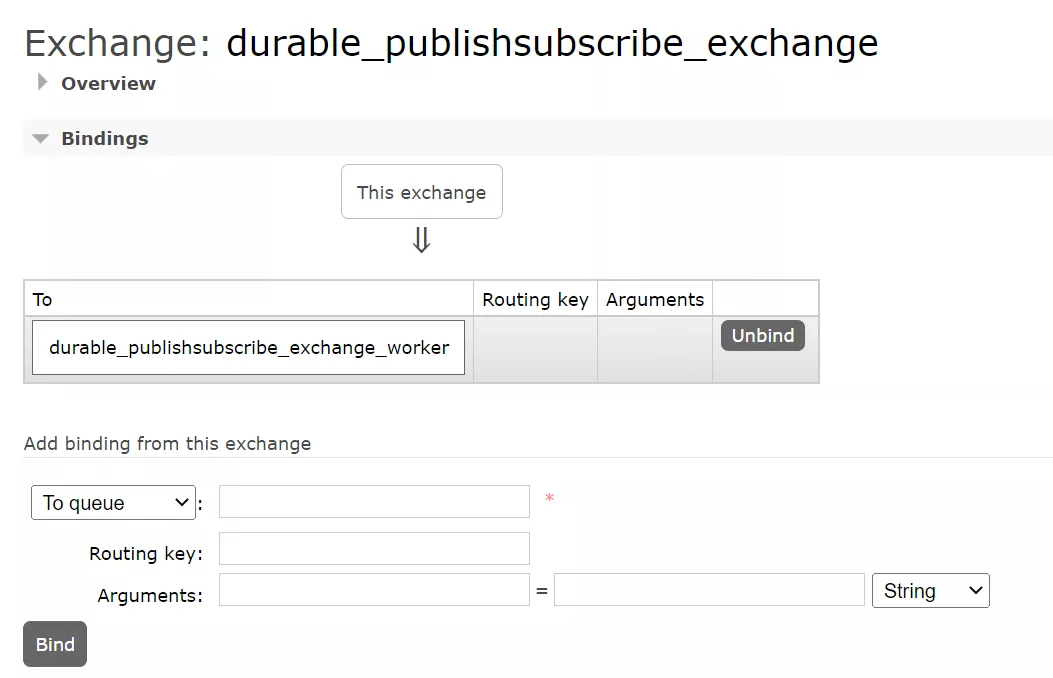 Exchange: durable_publishsubscribe_exchange
Overview
Bindings
This exchange
⇓
To Routing key Arguments
durable_publishsubscribe_exchange_worker Unbind
Add binding from this exchange
To queue : *
Routing key:
Arguments: = String
Bind